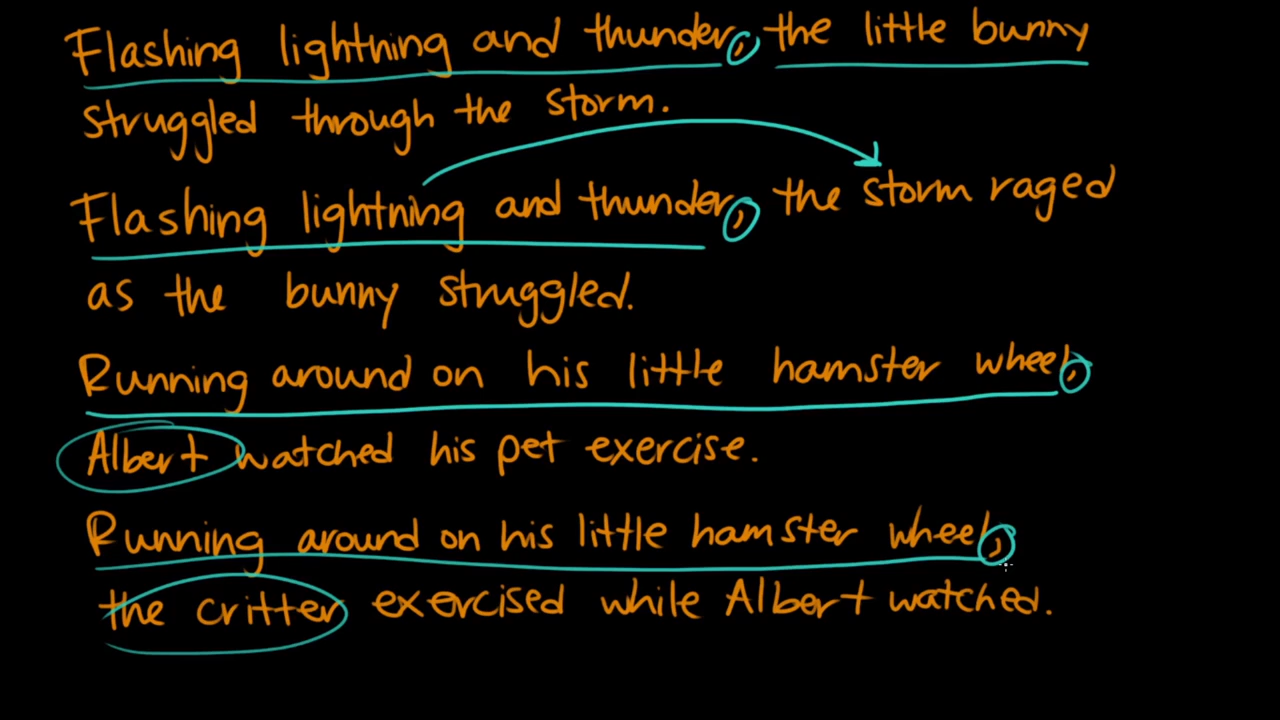 Flashing lightning and thunder, the little bunny
struggled through the storm.
Flashing lightning and thunder, the storm raged
as the bunny struggled.
Running around on his little hamster wheel,
Albert watched his pet exercise.
Running around on his little hamster wheel,
the critter exercised while Albert watched.